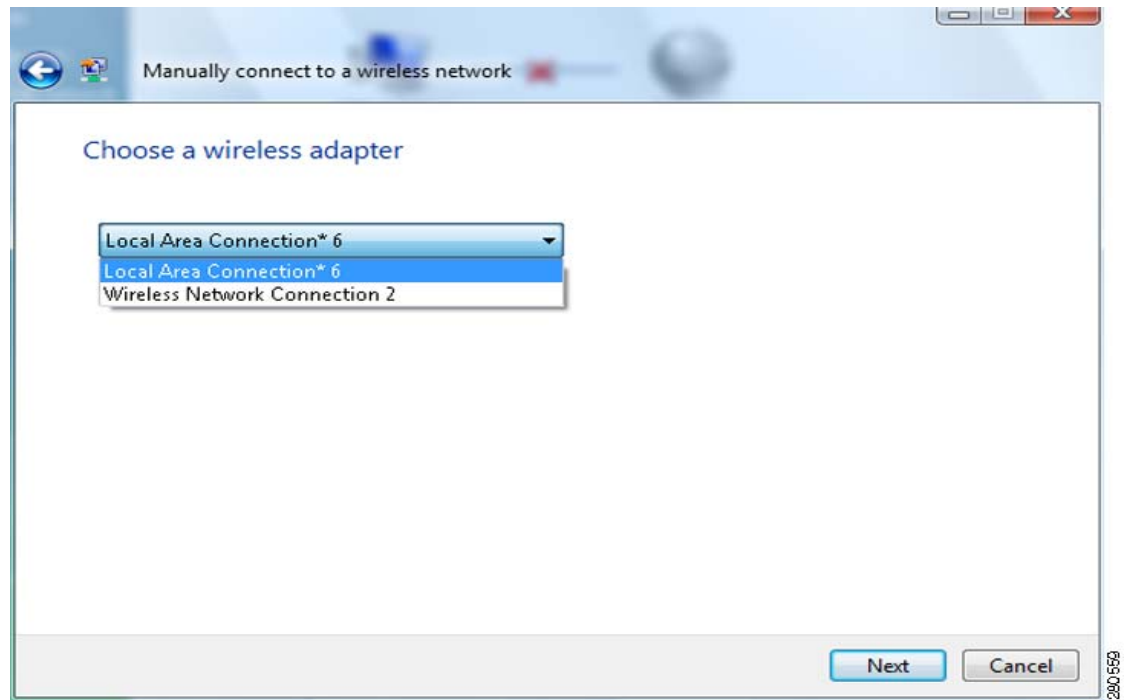 Manually connect to a wireless network
Choose a wireless adapter
Local Area Connection* 6
Local Area Connection* 6
Wireless Network Connection 2
Next
Cancel
280559